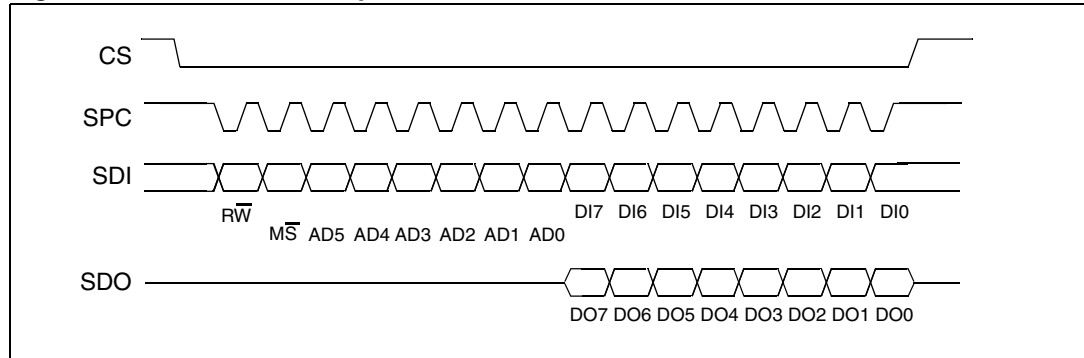 CS
SPC
SDI
RW̅
DI7 DI6 DI5 DI4 DI3 DI2 DI1 DI0
MS̅ AD5 AD4 AD3 AD2 AD1 AD0
SDO
DO7 DO6 DO5 DO4 DO3 DO2 DO1 DO0